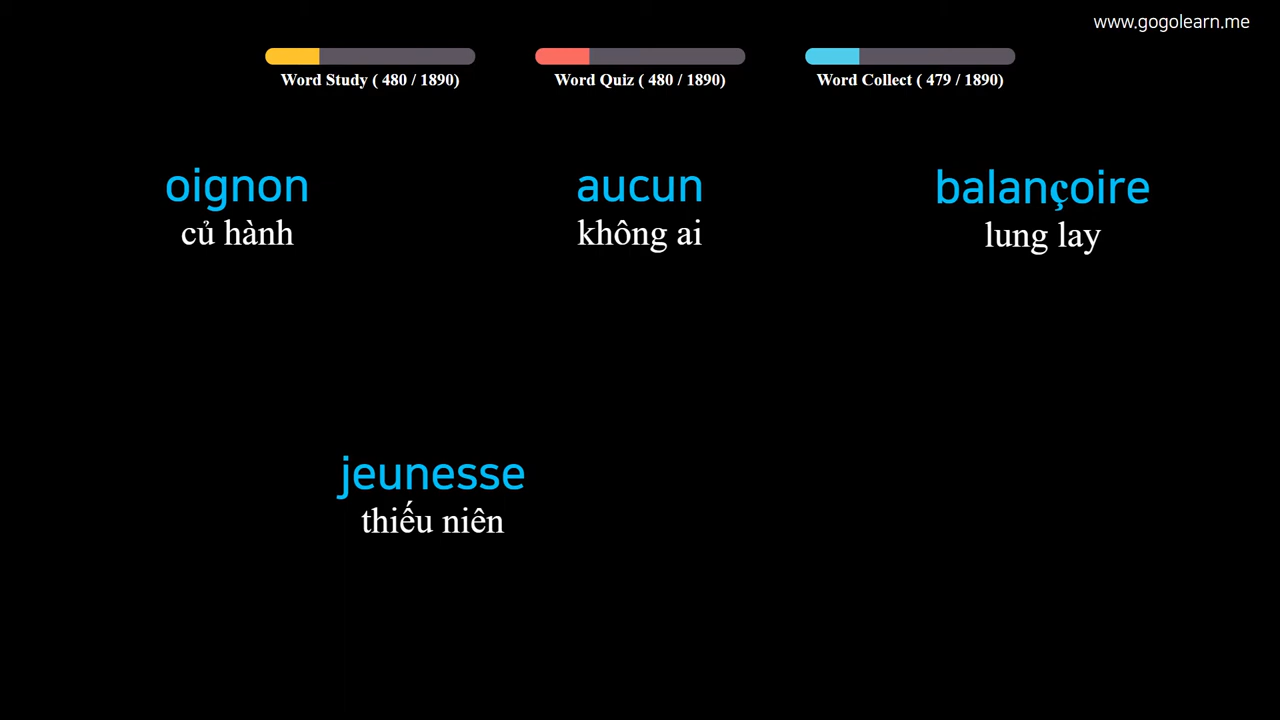 www.gogolearn.me
Word Study ( 480 / 1890)
Word Quiz ( 480 / 1890)
Word Collect ( 479 / 1890)
oignon
củ hành
aucun
không ai
balançoire
lung lay
jeunesse
thiếu niên